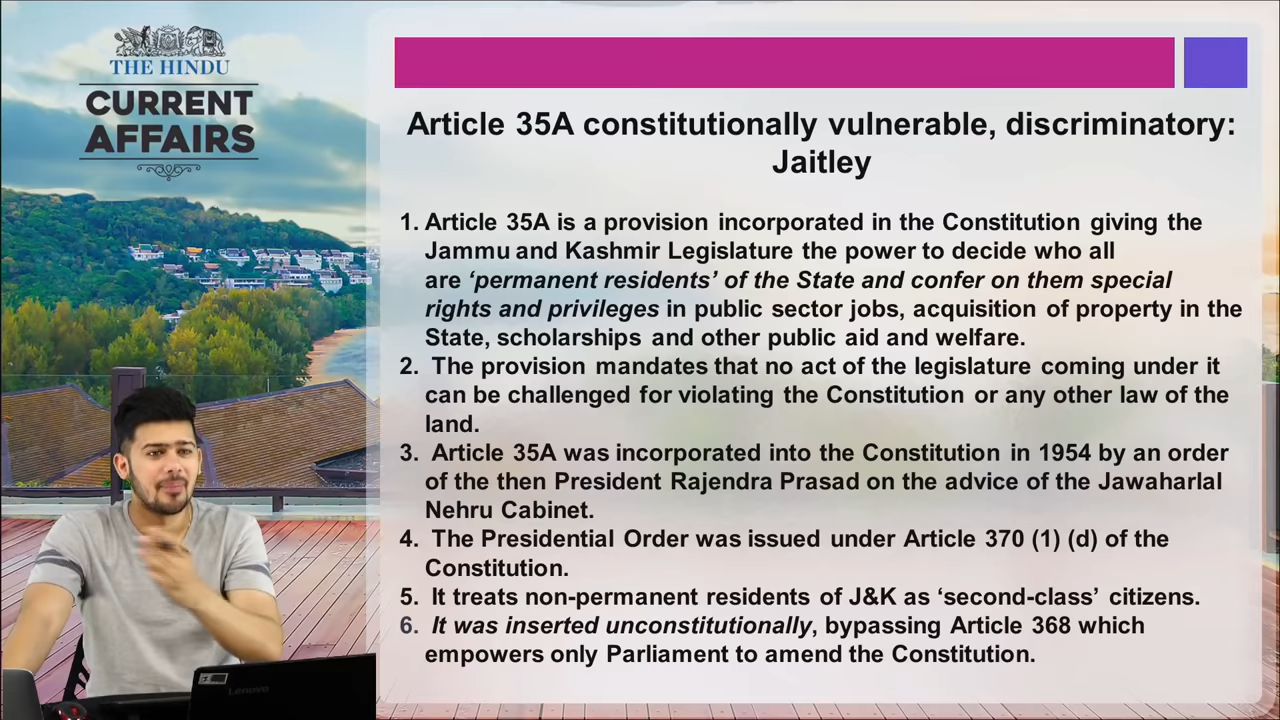 THE HINDU
CURRENT
AFFAIRS
Article 35A constitutionally vulnerable, discriminatory:
Jaitley
1. Article 35A is a provision incorporated in the Constitution giving the
Jammu and Kashmir Legislature the power to decide who all
are ‘permanent residents’ of the State and confer on them special
rights and privileges in public sector jobs, acquisition of property in the
State, scholarships and other public aid and welfare.
2. The provision mandates that no act of the legislature coming under it
can be challenged for violating the Constitution or any other law of the
land.
3. Article 35A was incorporated into the Constitution in 1954 by an order
of the then President Rajendra Prasad on the advice of the Jawaharlal
Nehru Cabinet.
4. The Presidential Order was issued under Article 370 (1) (d) of the
Constitution.
5. It treats non-permanent residents of J&K as ‘second-class’ citizens.
6. It was inserted unconstitutionally, bypassing Article 368 which
empowers only Parliament to amend the Constitution.
Lenovo